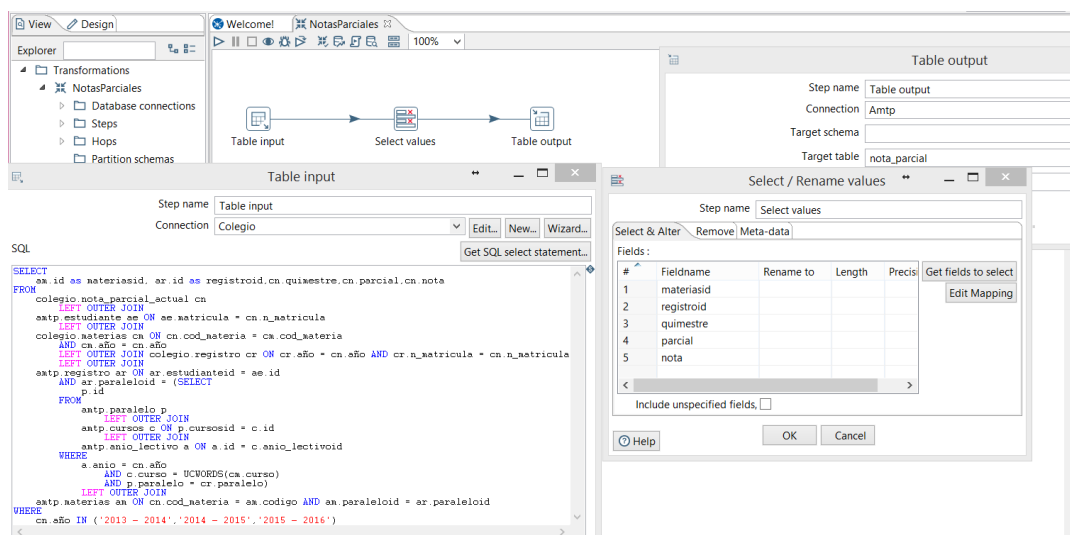 View
Design
Explorer
Transformations
NotasParciales
Database connections
Steps
Hops
Partition schemas
Welcome!
NotasParciales
100%
Table input
Select values
Table output
Table output
Step name Table output
Connection Amtp
Target schema
Target table nota_parcial
Table input
Step name Table input
Connection Colegio
Edit... New... Wizard...
SQL
Get SQL select statement...
SELECT
am.id as materiasid, ar.id as registroid,cn.quimestre,cn.parcial,cn.nota
FROM
colegio.nota_parcial_actual cn
LEFT OUTER JOIN
amtp.estudiante ae ON ae.matricula = cn.n_matricula
LEFT OUTER JOIN
colegio.materias cm ON cn.cod_materia = cm.cod_materia
AND cm.año = cn.año
LEFT OUTER JOIN colegio.registro cr ON cr.año = cn.año AND cr.n_matricula = cn.n_matricula
LEFT OUTER JOIN
amtp.registro ar ON ar.estudianteid = ae.id
AND ar.paraleloid = (SELECT
p.id
FROM
amtp.paralelo p
LEFT OUTER JOIN
amtp.cursos c ON p.cursosid = c.id
LEFT OUTER JOIN
amtp.anio_lectivo a ON a.id = c.anio_lectivoid
WHERE
a.anio = cn.año
AND c.curso = UCWORDS(cm.curso)
AND p.paralelo = cr.paralelo)
LEFT OUTER JOIN
amtp.materias am ON cn.cod_materia = am.codigo AND am.paraleloid = ar.paraleloid
WHERE
cn.año IN ('2013 – 2014','2014 – 2015','2015 – 2016')
Select / Rename values
Step name Select values
Select & Alter Remove Meta-data
Fields :
# Fieldname Rename to Length Precisi
1 materiasid
2 registroid
3 quimestre
4 parcial
5 nota
Get fields to select
Edit Mapping
Include unspecified fields,
Help
OK
Cancel